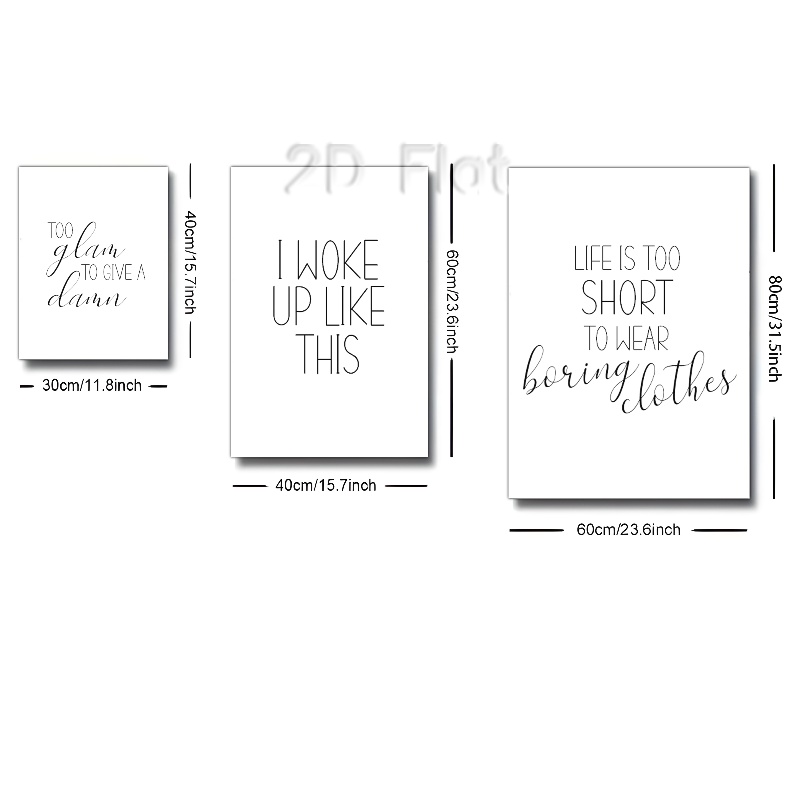 2D Flat
TOO
glam
TO GIVE A
damn
40cm/15.7inch
30cm/11.8inch
I WOKE
UP LIKE
THIS
60cm/23.6inch
40cm/15.7inch
LIFE IS TOO
SHORT
TO WEAR
boring clothes
80cm/31.5inch
60cm/23.6inch